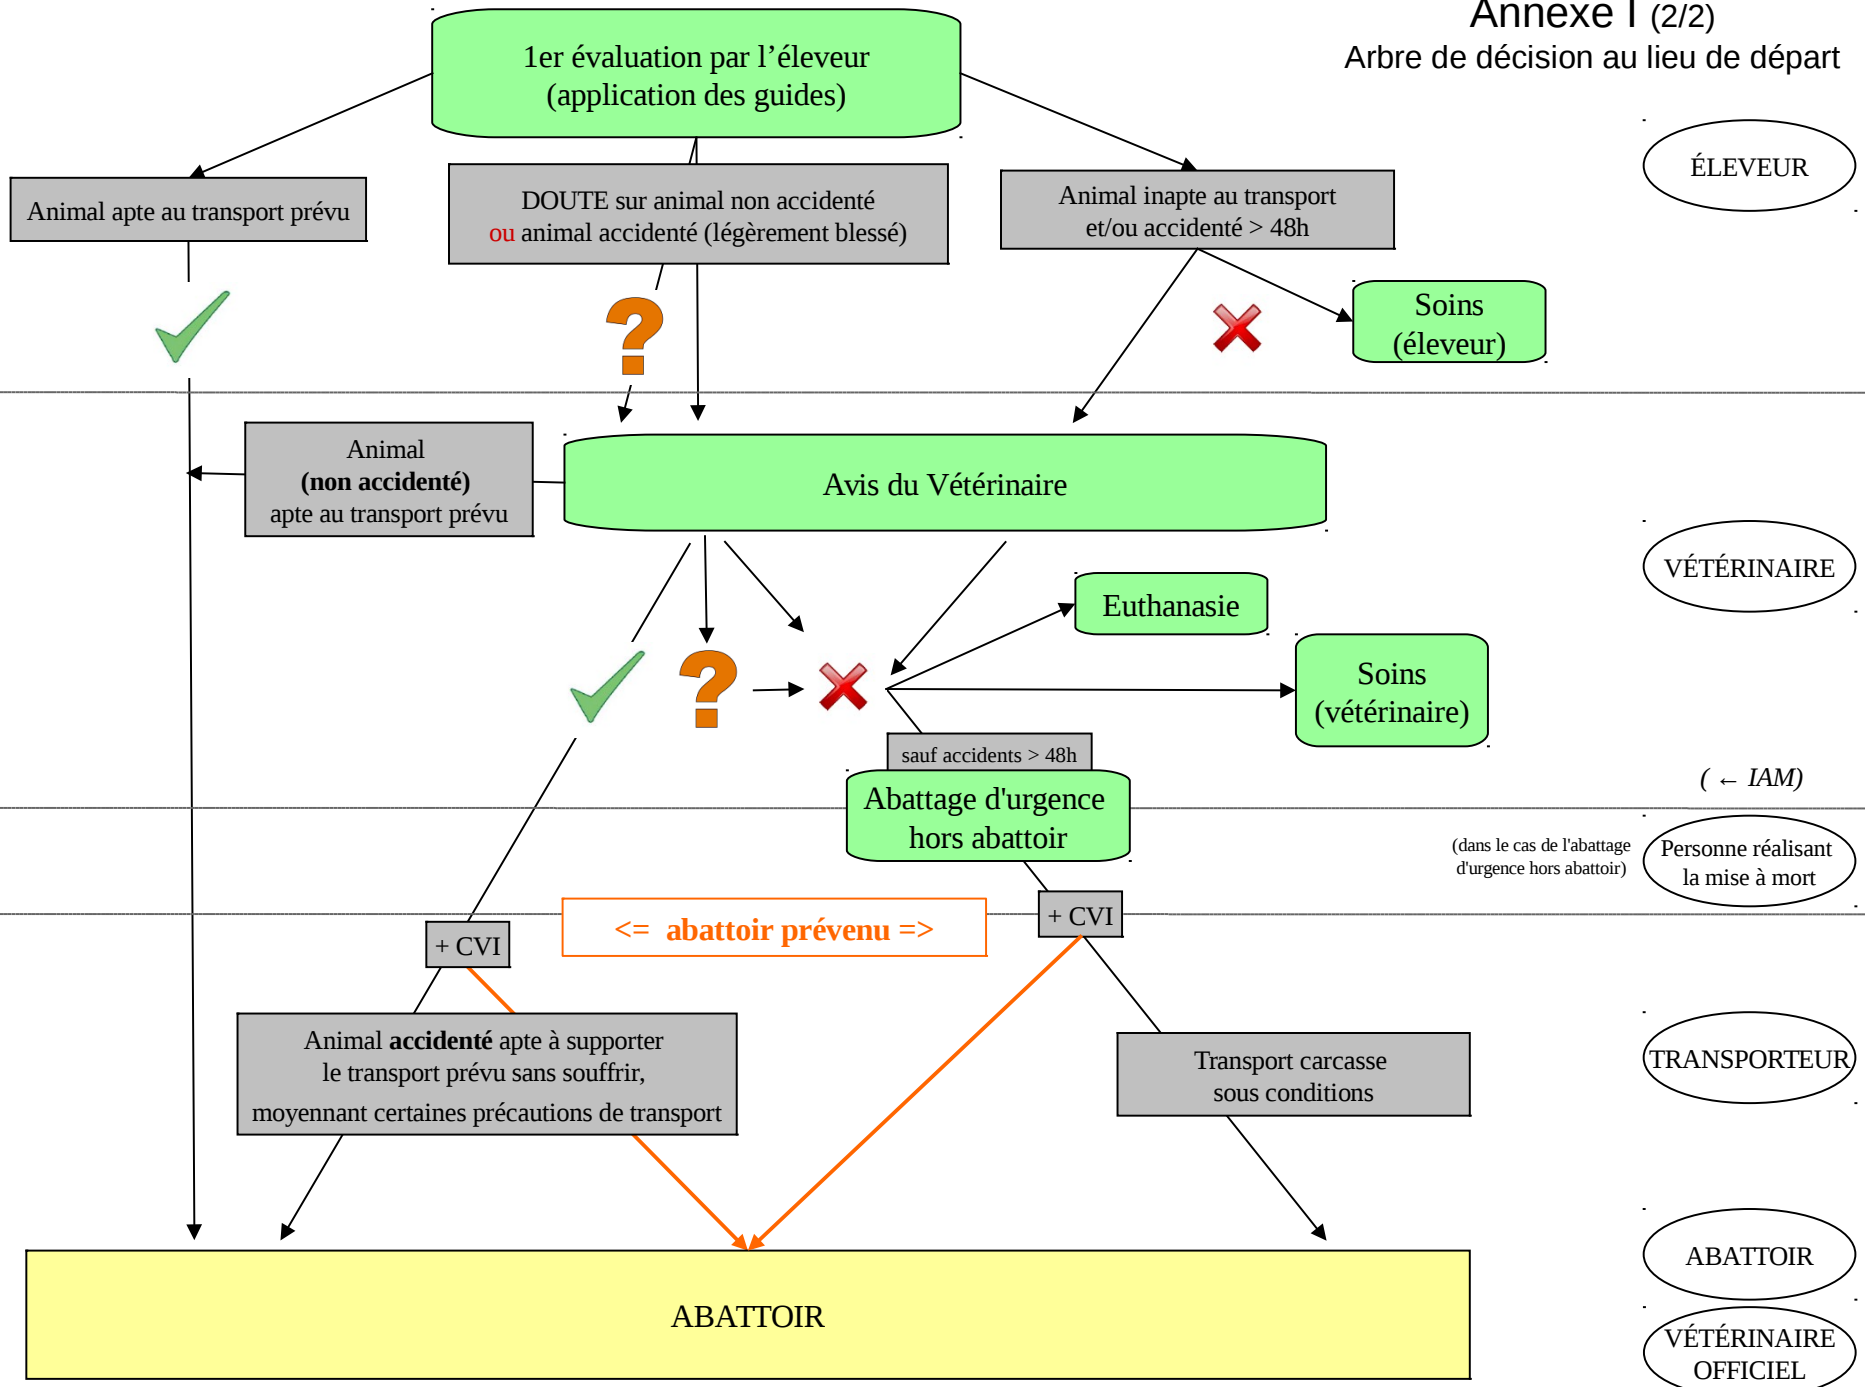 Annexe I (2/2)
Arbre de décision au lieu de départ
1er évaluation par l’éleveur
(application des guides)
ÉLEVEUR
Animal apte au transport prévu
DOUTE sur animal non accidenté
ou animal accidenté (légèrement blessé)
Animal inapte au transport
et/ou accidenté > 48h
?
Soins
(éleveur)
Animal
(non accidenté)
apte au transport prévu
Avis du Vétérinaire
VÉTÉRINAIRE
Euthanasie
?
Soins
(vétérinaire)
sauf accidents > 48h
( ← IAM)
Abattage d'urgence
hors abattoir
(dans le cas de l'abattage
d'urgence hors abattoir)
Personne réalisant
la mise à mort
+ CVI
<= abattoir prévenu =>
+ CVI
Animal accidenté apte à supporter
le transport prévu sans souffrir,
moyennant certaines précautions de transport
Transport carcasse
sous conditions
TRANSPORTEUR
ABATTOIR
ABATTOIR
VÉTÉRINAIRE
OFFICIEL